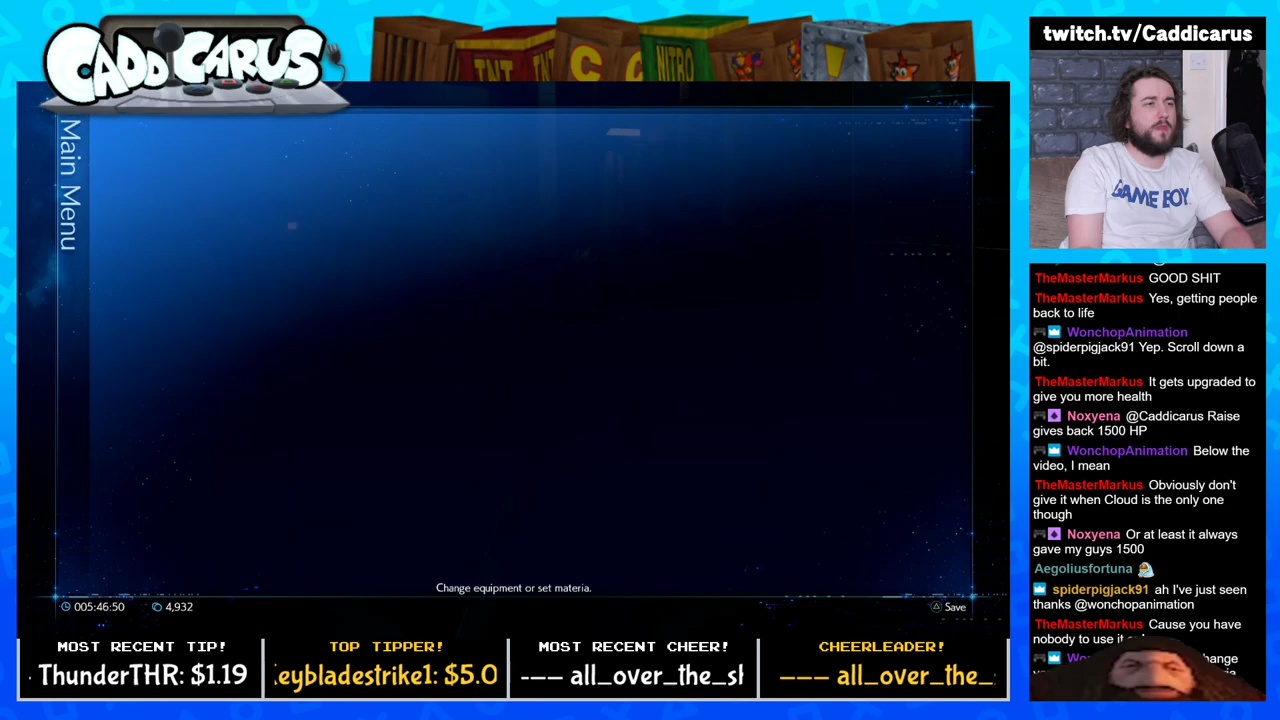 CADDICARUS
TNT
TNT
C
C
NITRO
!
twitch.tv/Caddicarus
GAME BOY
Main Menu
TheMasterMarkus GOOD SHIT
TheMasterMarkus Yes, getting people
back to life
WonchopAnimation
@spiderpigjack91 Yep. Scroll down a
bit.
TheMasterMarkus It gets upgraded to
give you more health
Noxyena @Caddicarus Raise
gives back 1500 HP
WonchopAnimation Below the
video, I mean
TheMasterMarkus Obviously don't
give it when Cloud is the only one
though
Noxyena Or at least it always
gave my guys 1500
Aegoliusfortuna
spiderpigjack91 ah I've just seen
thanks @wonchopanimation
TheMasterMarkus Cause you have
nobody to use it
Change equipment or set materia.
005:46:50
4,932
Save
MOST RECENT TIP!
ThunderTHR: $1.19
TOP TIPPER!
eybladestrike1: $5.0
MOST RECENT CHEER!
--- all_over_the_sh
CHEERLEADER!
--- all_over_the_